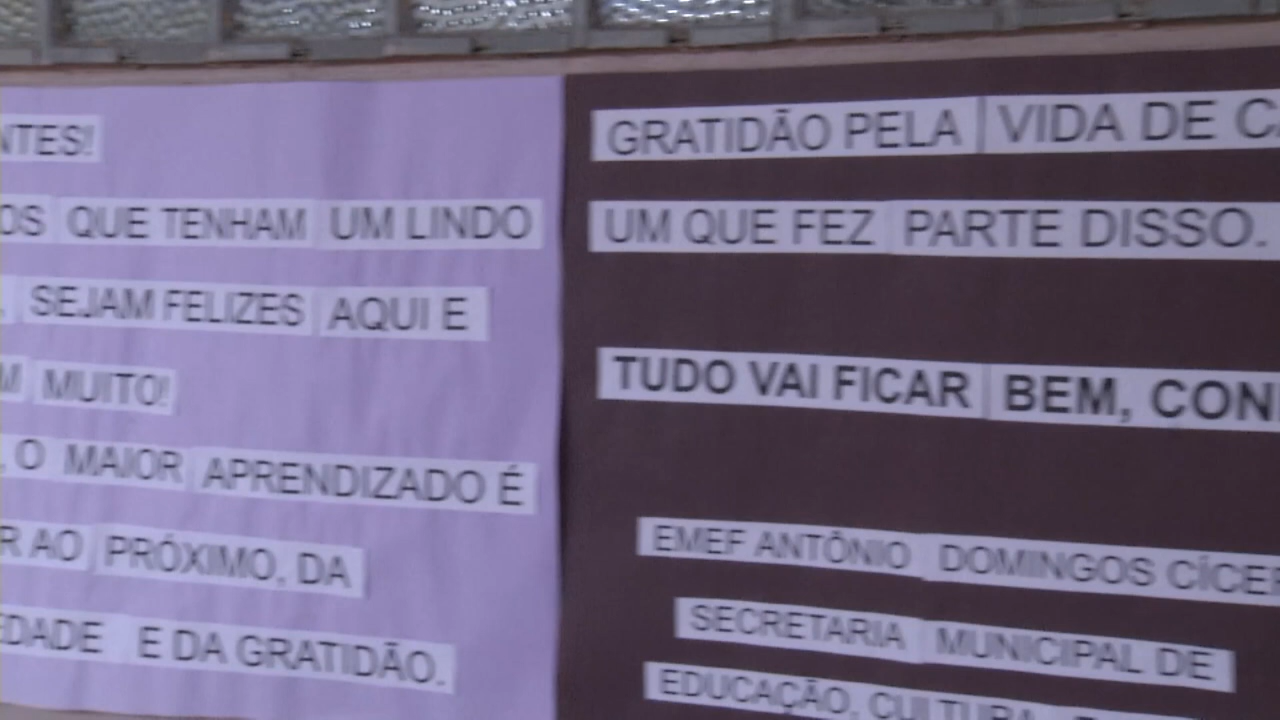 NTES!
OS QUE TENHAM UM LINDO
SEJAM FELIZES AQUI E
M MUITO!
O MAIOR APRENDIZADO É
R AO PRÓXIMO, DA
EDADE E DA GRATIDÃO.
GRATIDÃO PELA VIDA DE C
UM QUE FEZ PARTE DISSO.
TUDO VAI FICAR BEM, CON
EMEF ANTÔNIO DOMINGOS CÍCER
SECRETARIA MUNICIPAL DE
EDUCAÇÃO, CULTURA